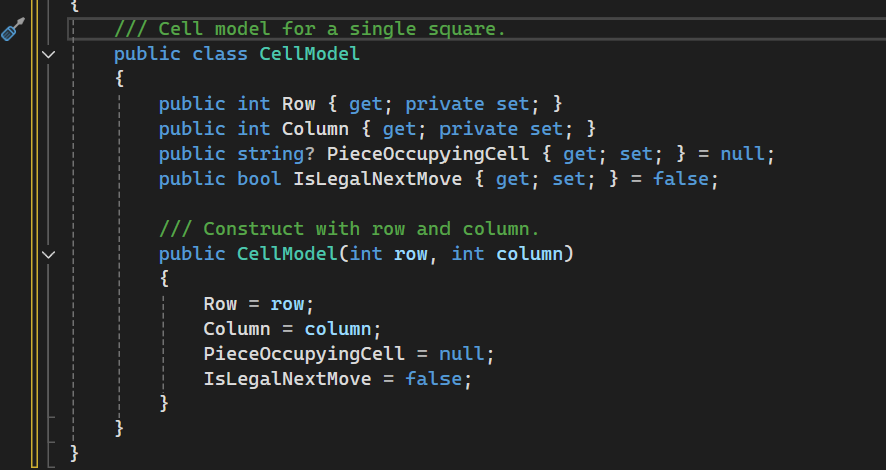 {
/// Cell model for a single square.
public class CellModel
{
public int Row { get; private set; }
public int Column { get; private set; }
public string? PieceOccupyingCell { get; set; } = null;
public bool IsLegalNextMove { get; set; } = false;
/// Construct with row and column.
public CellModel(int row, int column)
{
Row = row;
Column = column;
PieceOccupyingCell = null;
IsLegalNextMove = false;
}
}
}